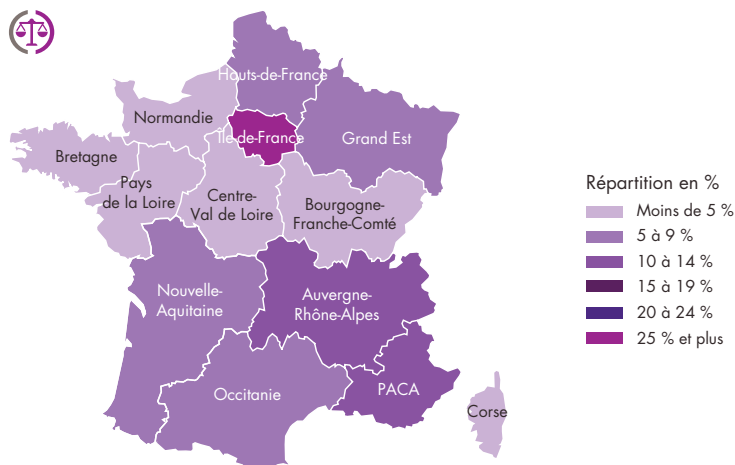 Hauts-de-France
Normandie
Île-de-France
Grand Est
Bretagne
Pays
de la Loire
Centre-
Val de Loire
Bourgogne-
Franche-Comté
Nouvelle-
Aquitaine
Auvergne-
Rhône-Alpes
Occitanie
PACA
Corse
Répartition en %
Moins de 5 %
5 à 9 %
10 à 14 %
15 à 19 %
20 à 24 %
25 % et plus